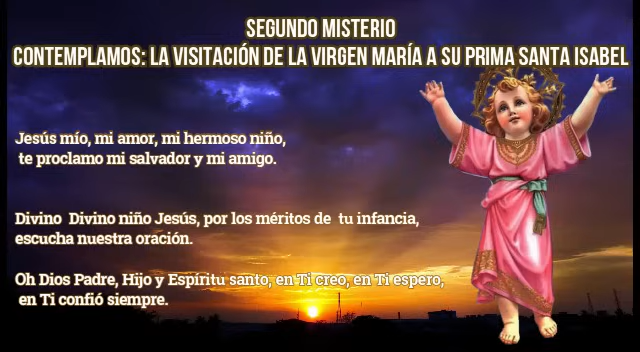 SEGUNDO MISTERIO
CONTEMPLAMOS: LA VISITACIÓN DE LA VIRGEN MARÍA A SU PRIMA SANTA ISABEL
Jesús mío, mi amor, mi hermoso niño,
te proclamo mi salvador y mi amigo.
Divino Divino niño Jesús, por los méritos de tu infancia,
escucha nuestra oración.
Oh Dios Padre, Hijo y Espíritu santo, en Ti creo, en Ti espero,
en Ti confió siempre.